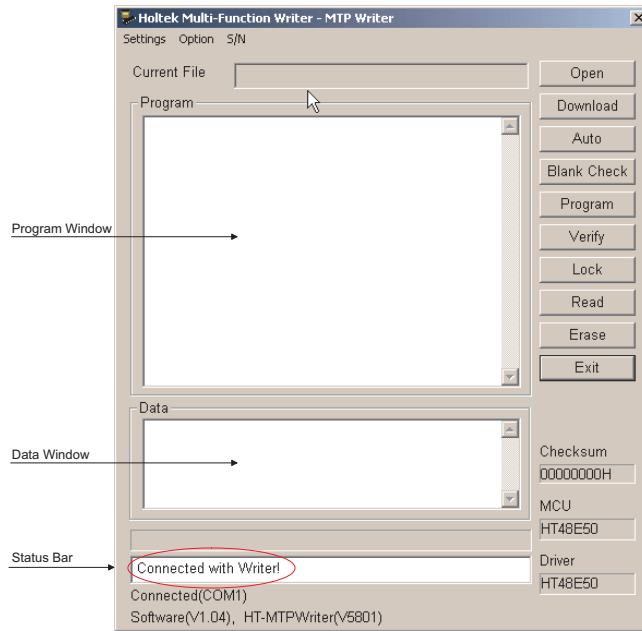 Holtek Multi-Function Writer - MTP Writer
Settings Option S/N
Current File
Open
Program
Download
Auto
Blank Check
Program
Program Window
Verify
Lock
Read
Erase
Exit
Data
Data Window
Checksum
00000000H
MCU
HT48E50
Status Bar
Connected with Writer!
Driver
HT48E50
Connected(COM1)
Software(V1.04), HT-MTPWriter(V5801)